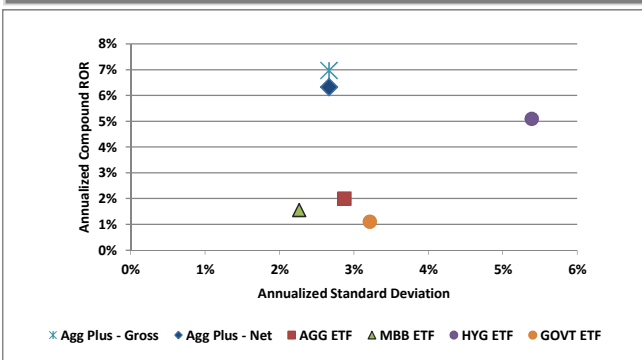 Annualized Compound ROR
8%
7%
6%
5%
4%
3%
2%
1%
0%
0% 1% 2% 3% 4% 5% 6%
Annualized Standard Deviation
Agg Plus - Gross Agg Plus - Net AGG ETF MBB ETF HYG ETF GOVT ETF